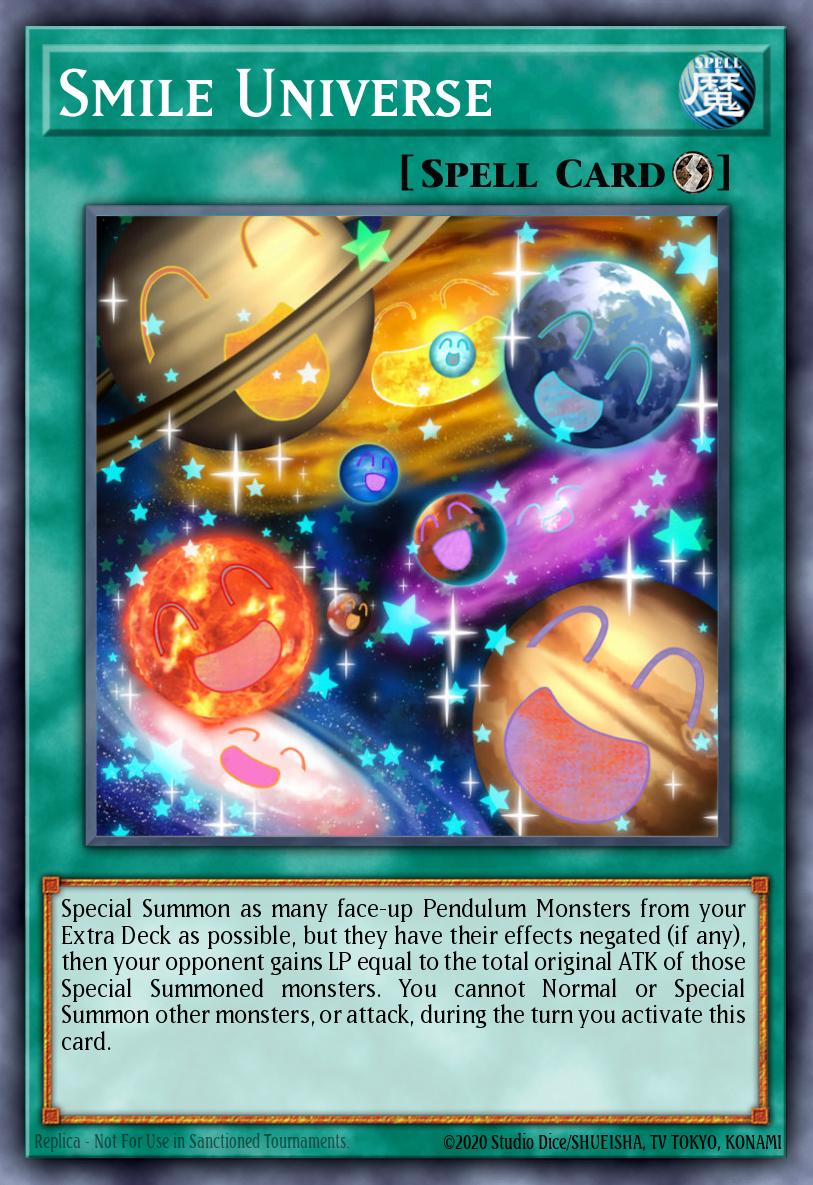 Smile Universe
SPELL
魔
[Spell Card]
Special Summon as many face-up Pendulum Monsters from your
Extra Deck as possible, but they have their effects negated (if any),
then your opponent gains LP equal to the total original ATK of those
Special Summoned monsters. You cannot Normal or Special
Summon other monsters, or attack, during the turn you activate this
card.
Replica - Not For Use in Sanctioned Tournaments.
©2020 Studio Dice/SHUEISHA, TV TOKYO, KONAMI